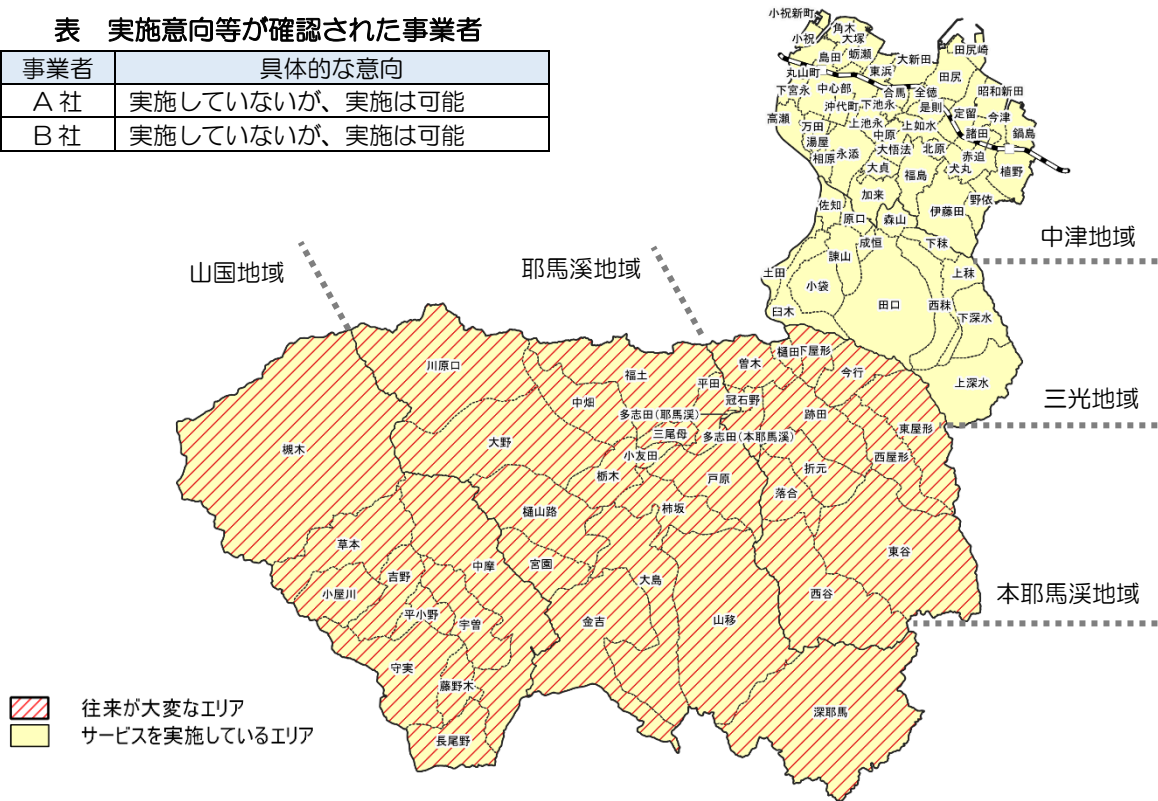 表 実施意向等が確認された事業者
事業者 具体的な意向
A社 実施していないが、実施は可能
B社 実施していないが、実施は可能
小祝新町
角木
小祝
大塚
島田
蛎瀬
大新田
田尻崎
丸山町
東浜
田尻
下宮永
中心部
合馬
全徳
昭和新田
沖代町
下池永
是則
高瀬
万田
上池永
上如水
定留
今津
中原
諸田
鍋島
湯屋
永添
大悟法
北原
赤迫
相原
大貞
福島
犬丸
植野
加来
佐知
伊藤田
野依
原口
森山
成恒
下秣
中津地域
諌山
土田
上秣
小袋
田口
西秣
臼木
下深水
上深水
三光地域
山国地域
耶馬溪地域
川原口
福土
曽木
樋田
下屋形
今行
平田
中畑
冠石野
多志田(耶馬溪)
跡田
東屋形
三尾母
多志田(本耶馬溪)
大野
槻木
小友田
西屋形
栃木
戸原
折元
落合
樋山路
柿坂
草本
東谷
中摩
宮園
吉野
大島
小屋川
西谷
本耶馬溪地域
平小野
宇曽
金吉
山移
守実
藤野木
深耶馬
長尾野
往来が大変なエリア
サービスを実施しているエリア